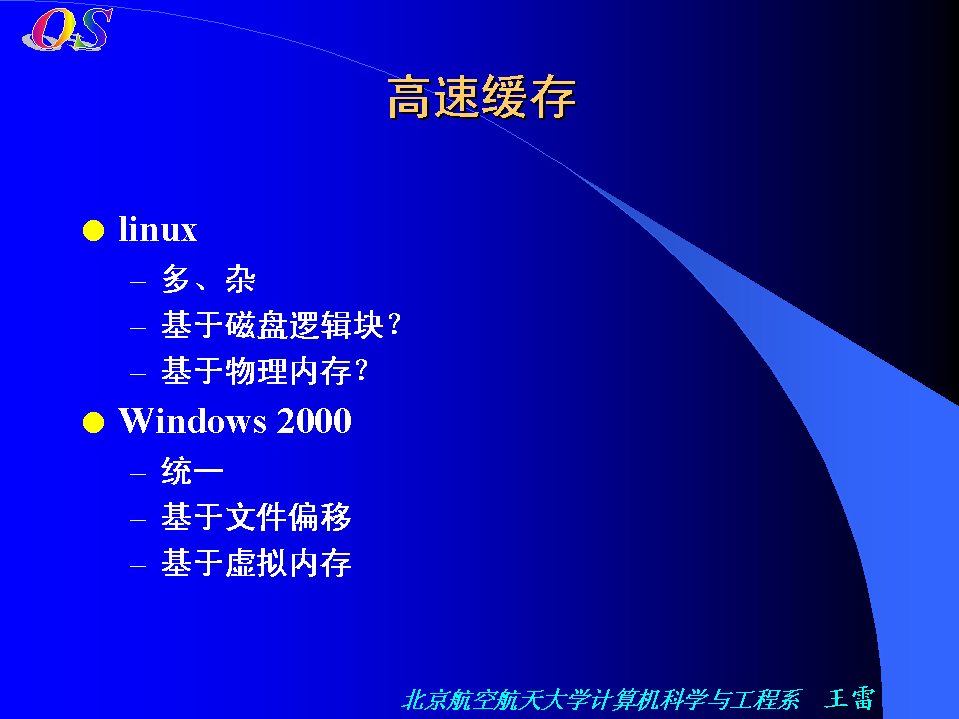 OS
高速缓存
linux
– 多、杂
– 基于磁盘逻辑块？
– 基于物理内存？
Windows 2000
– 统一
– 基于文件偏移
– 基于虚拟内存
北京航空航天大学计算机科学与工程系 王雷